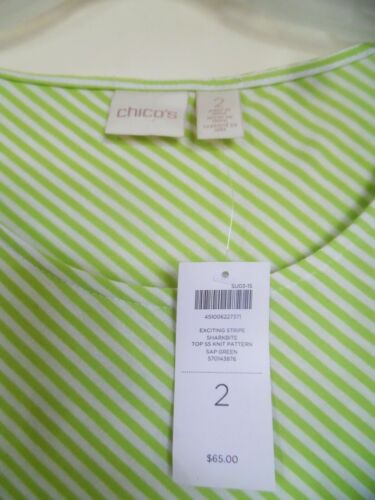 chico's
2
SU03-15
451006227371
EXCITING STRIPE
SHARKBITE
TOP SS KNIT PATTERN
SAP GREEN
570143876
2
$65.00